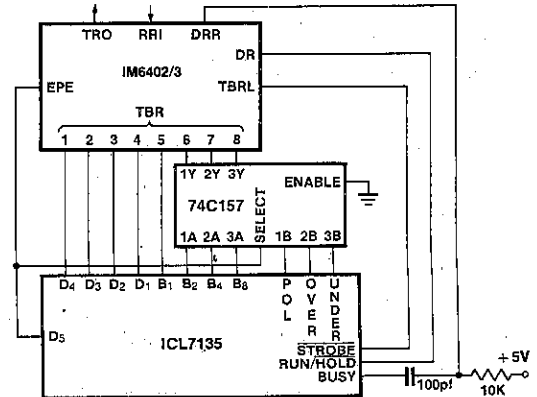 TRO RRI DRR
DR
IM6402/3
EPE
TBRL
TBR
1 2 3 4 5 6 7 8
1Y 2Y 3Y
ENABLE
74C157
SELECT
1A 2A 3A 1B 2B 3B
D4 D3 D2 D1 B1 B2 B4 B8 POL OVER UNDER
D5
ICL7135
STROBE
RUN/HOLD
BUSY
+5V
100pf
10K